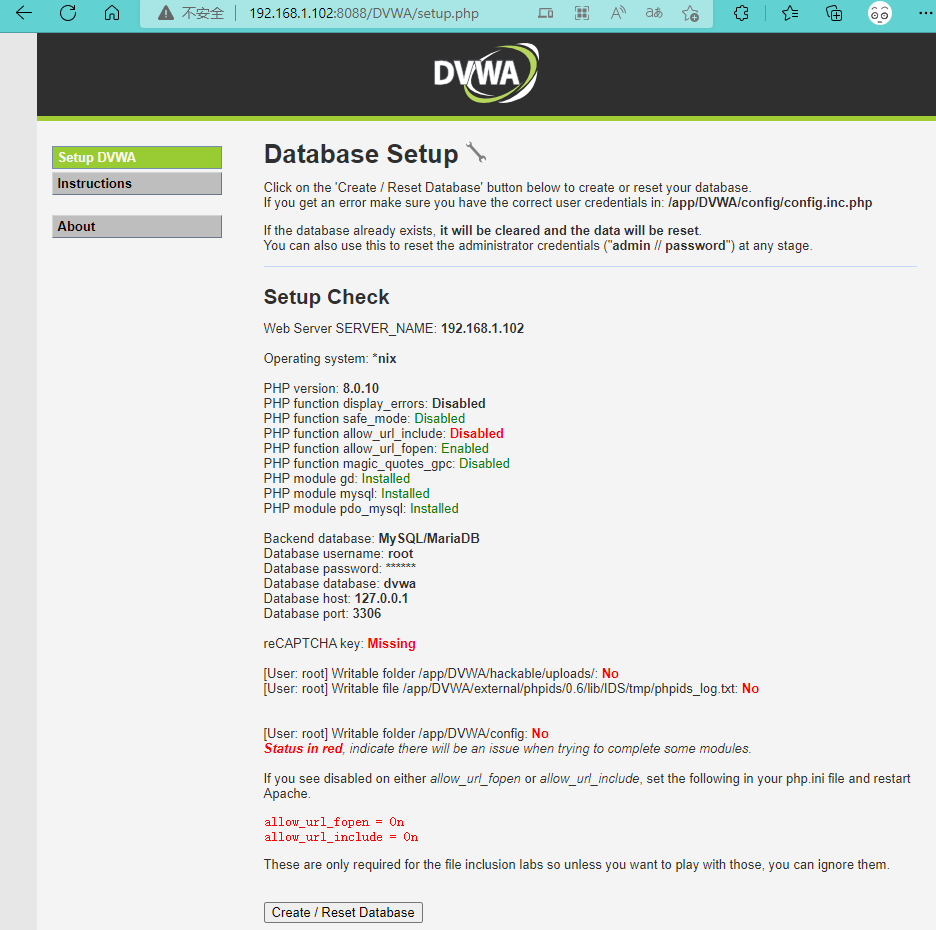 不安全
192.168.1.102:8088/DVWA/setup.php
DVWA
Setup DVWA
Instructions
About
Database Setup
Click on the 'Create / Reset Database' button below to create or reset your database.
If you get an error make sure you have the correct user credentials in: /app/DVWA/config/config.inc.php
If the database already exists, it will be cleared and the data will be reset.
You can also use this to reset the administrator credentials ("admin // password") at any stage.
Setup Check
Web Server SERVER_NAME: 192.168.1.102
Operating system: *nix
PHP version: 8.0.10
PHP function display_errors: Disabled
PHP function safe_mode: Disabled
PHP function allow_url_include: Disabled
PHP function allow_url_fopen: Enabled
PHP function magic_quotes_gpc: Disabled
PHP module gd: Installed
PHP module mysql: Installed
PHP module pdo_mysql: Installed
Backend database: MySQL/MariaDB
Database username: root
Database password: ******
Database database: dvwa
Database host: 127.0.0.1
Database port: 3306
reCAPTCHA key: Missing
[User: root] Writable folder /app/DVWA/hackable/uploads/: No
[User: root] Writable file /app/DVWA/external/phpids/0.6/lib/IDS/tmp/phpids_log.txt: No
[User: root] Writable folder /app/DVWA/config: No
Status in red, indicate there will be an issue when trying to complete some modules.
If you see disabled on either allow_url_fopen or allow_url_include, set the following in your php.ini file and restart
Apache.
allow_url_fopen = On
allow_url_include = On
These are only required for the file inclusion labs so unless you want to play with those, you can ignore them.
Create / Reset Database